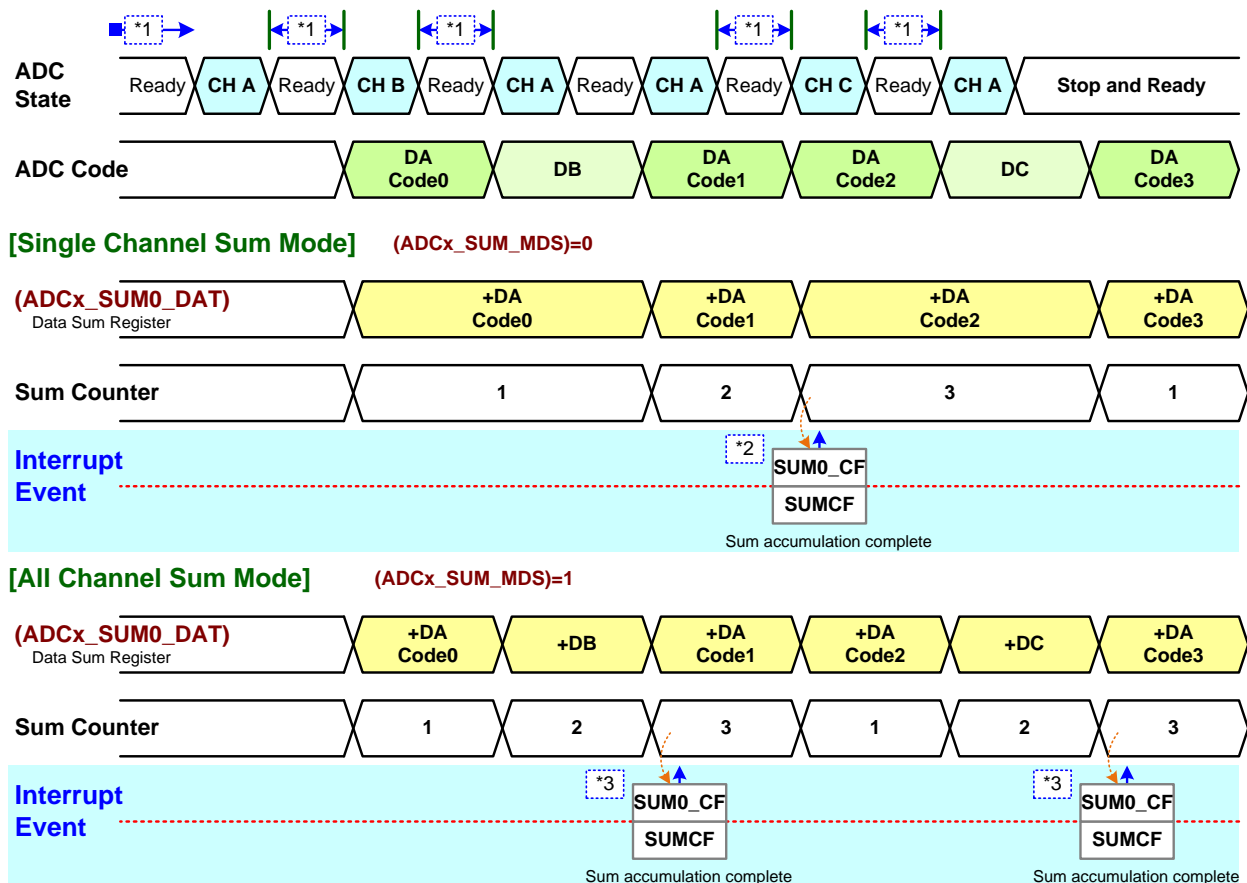 *1 *1 *1 *1 *1
ADC State Ready CH A Ready CH B Ready CH A Ready CH A Ready CH C Ready CH A Stop and Ready
ADC Code DA Code0 DB DA Code1 DA Code2 DC DA Code3
[Single Channel Sum Mode] (ADCx_SUM_MDS)=0
(ADCx_SUM0_DAT) +DA Code0 +DA Code1 +DA Code2 +DA Code3
Data Sum Register
Sum Counter 1 2 3 1
Interrupt Event *2 SUM0_CF
SUMCF
Sum accumulation complete
[All Channel Sum Mode] (ADCx_SUM_MDS)=1
(ADCx_SUM0_DAT) +DA Code0 +DB +DA Code1 +DA Code2 +DC +DA Code3
Data Sum Register
Sum Counter 1 2 3 1 2 3
Interrupt Event *3 SUM0_CF *3 SUM0_CF
SUMCF SUMCF
Sum accumulation complete Sum accumulation complete